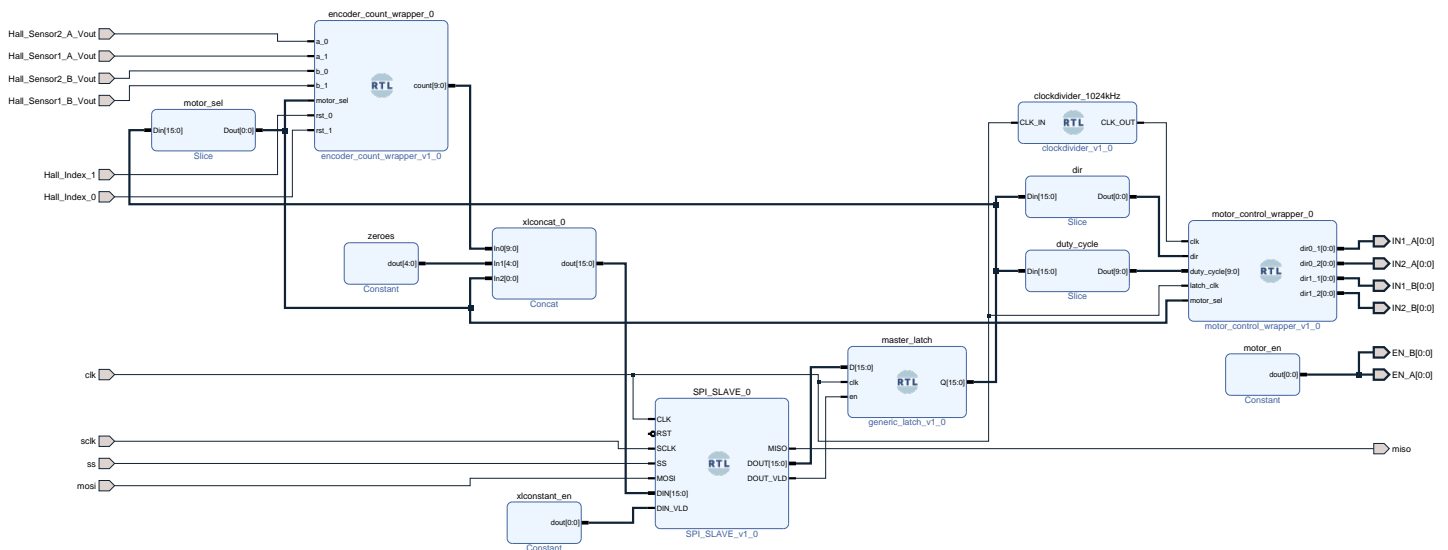 encoder_count_wrapper_0
Hall_Sensor2_A_Vout
Hall_Sensor1_A_Vout
Hall_Sensor2_B_Vout
Hall_Sensor1_B_Vout
a_0
a_1
b_0
b_1
motor_sel
rst_0
rst_1
RTL
count[9:0]
encoder_count_wrapper_v1_0
motor_sel
Din[15:0]
Dout[0:0]
Slice
Hall_Index_1
Hall_Index_0
clockdivider_1024kHz
CLK_IN
RTL
CLK_OUT
clockdivider_v1_0
dir
Din[15:0]
Dout[0:0]
Slice
duty_cycle
Din[15:0]
Dout[9:0]
Slice
zeroes
dout[4:0]
Constant
xlconcat_0
In0[9:0]
In1[4:0]
In2[0:0]
dout[15:0]
Concat
motor_control_wrapper_0
clk
dir
duty_cycle[9:0]
latch_clk
motor_sel
RTL
dir0_1[0:0]
dir0_2[0:0]
dir1_1[0:0]
dir1_2[0:0]
motor_control_wrapper_v1_0
IN1_A[0:0]
IN2_A[0:0]
IN1_B[0:0]
IN2_B[0:0]
motor_en
dout[0:0]
Constant
EN_B[0:0]
EN_A[0:0]
master_latch
D[15:0]
clk
en
RTL
Q[15:0]
generic_latch_v1_0
clk
sclk
ss
mosi
SPI_SLAVE_0
CLK
RST
SCLK
SS
MOSI
DIN[15:0]
DIN_VLD
RTL
MISO
DOUT[15:0]
DOUT_VLD
SPI_SLAVE_v1_0
miso
xlconstant_en
dout[0:0]
Constant